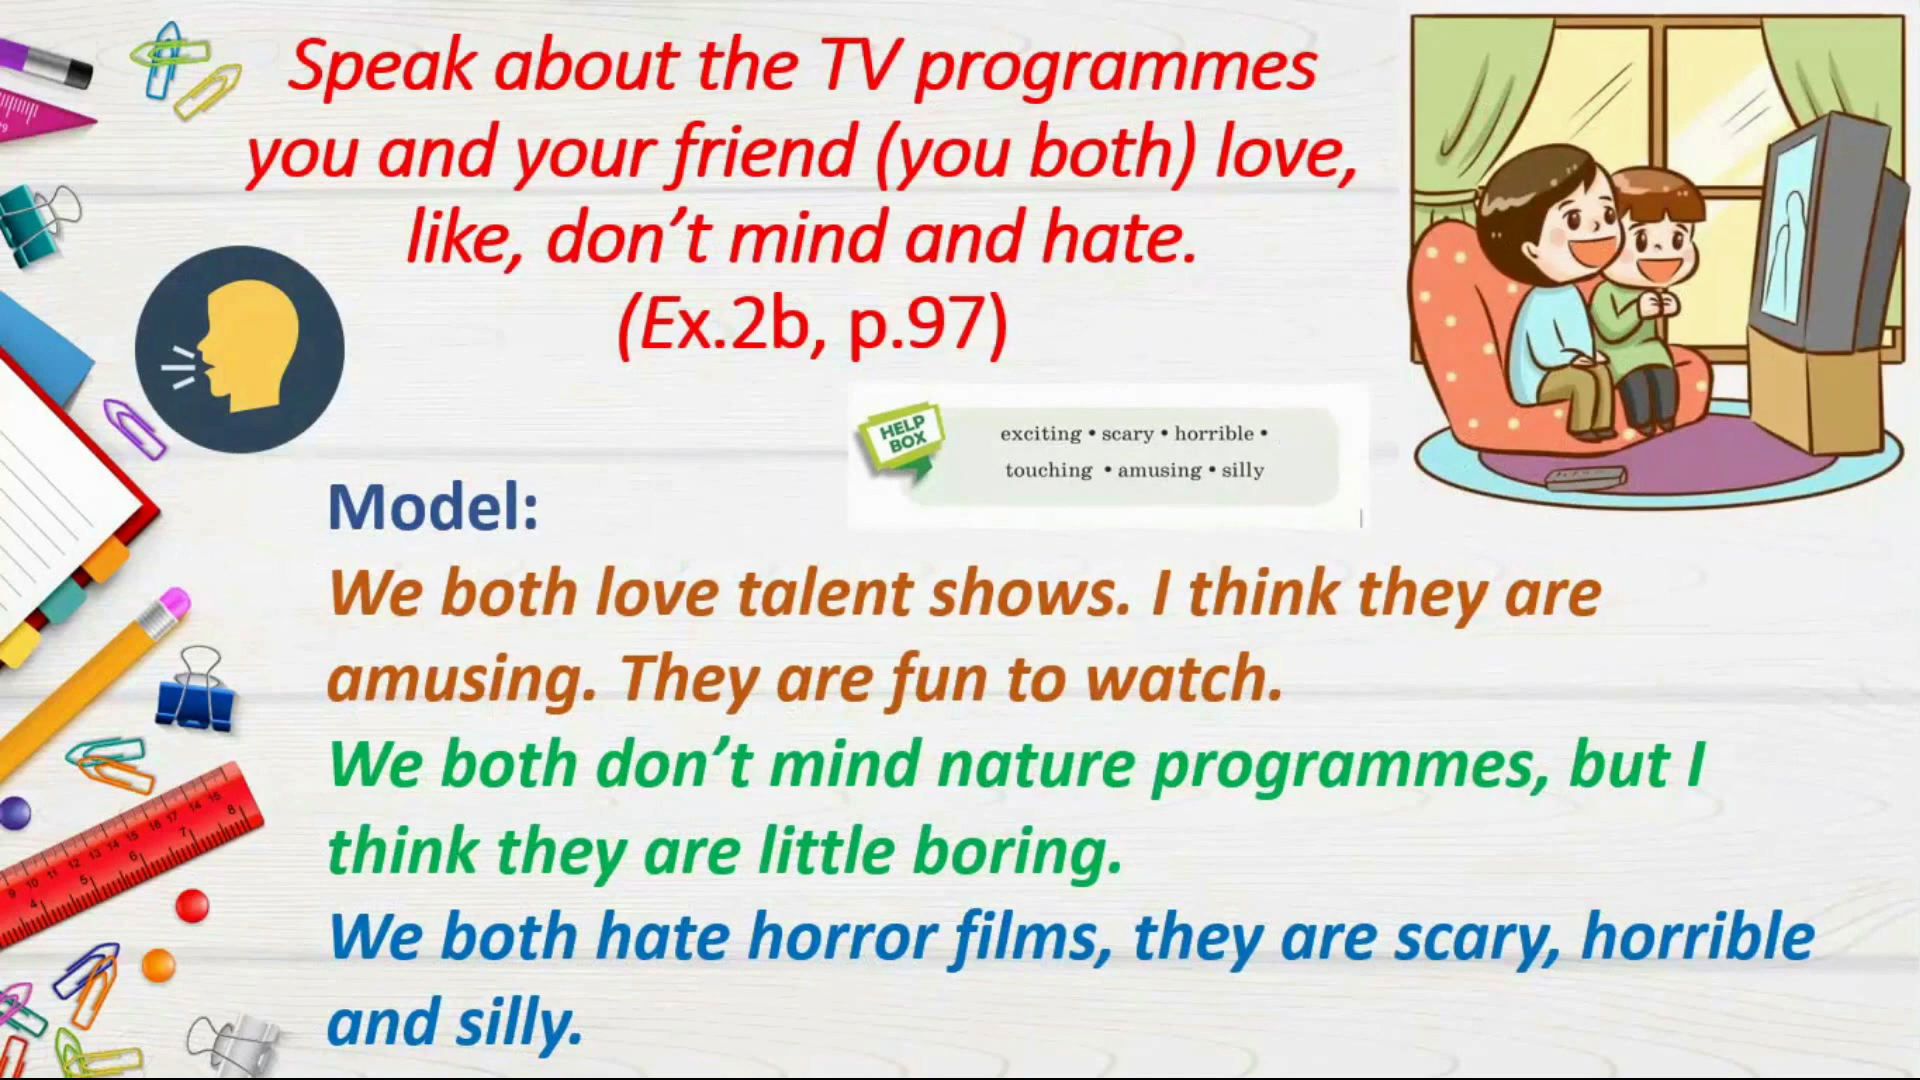 Speak about the TV programmes
you and your friend (you both) love,
like, don’t mind and hate.
(Ex.2b, p.97)
HELP
BOX
exciting • scary • horrible •
touching • amusing • silly
Model:
We both love talent shows. I think they are
amusing. They are fun to watch.
We both don’t mind nature programmes, but I
think they are little boring.
We both hate horror films, they are scary, horrible
and silly.